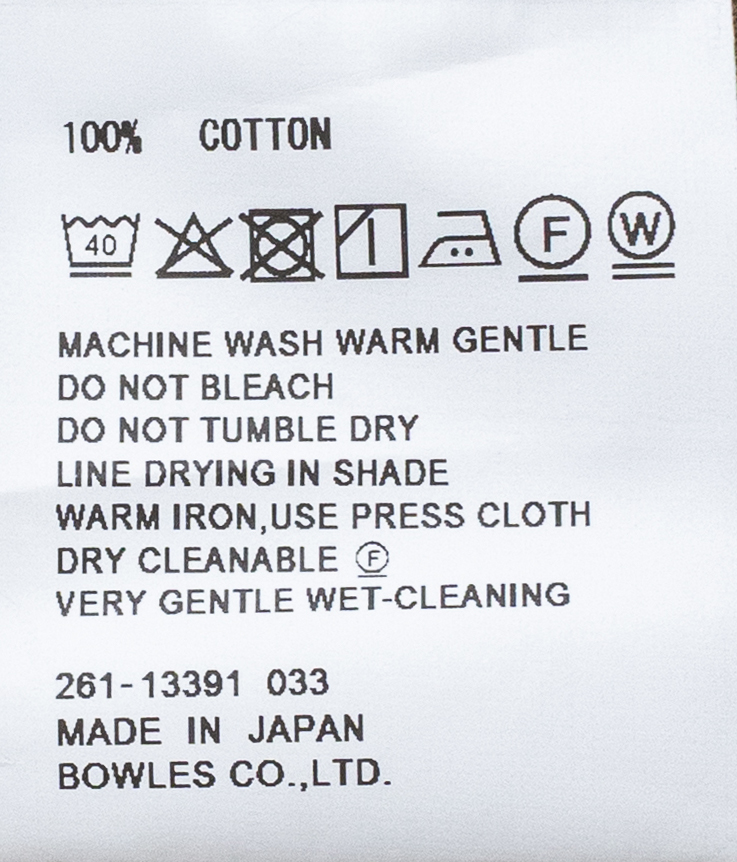 100% COTTON
40 F W
MACHINE WASH WARM GENTLE
DO NOT BLEACH
DO NOT TUMBLE DRY
LINE DRYING IN SHADE
WARM IRON,USE PRESS CLOTH
DRY CLEANABLE Ⓕ
VERY GENTLE WET-CLEANING
261-13391 033
MADE IN JAPAN
BOWLES CO.,LTD.